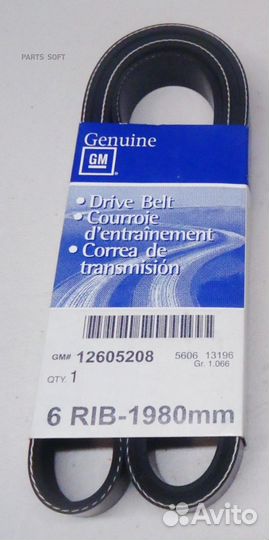 PARTS SOFT
Genuine
GM
• Drive Belt
• Courroie
d'entraînement
• Correa de
transmisión
GM# 12605208
5606 13196
Gr. 1.066
QTY. 1
6 RIB-1980mm
Avito